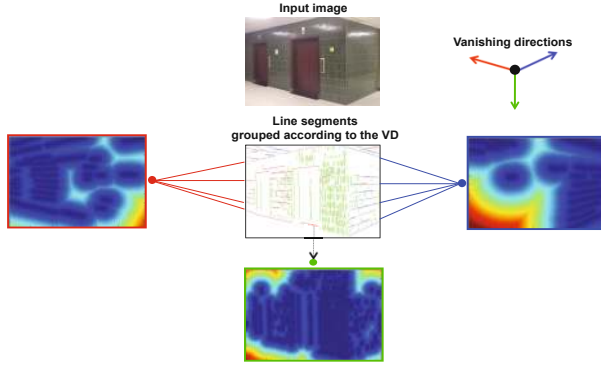 Input image
Vanishing directions
Line segments
grouped according to the VD